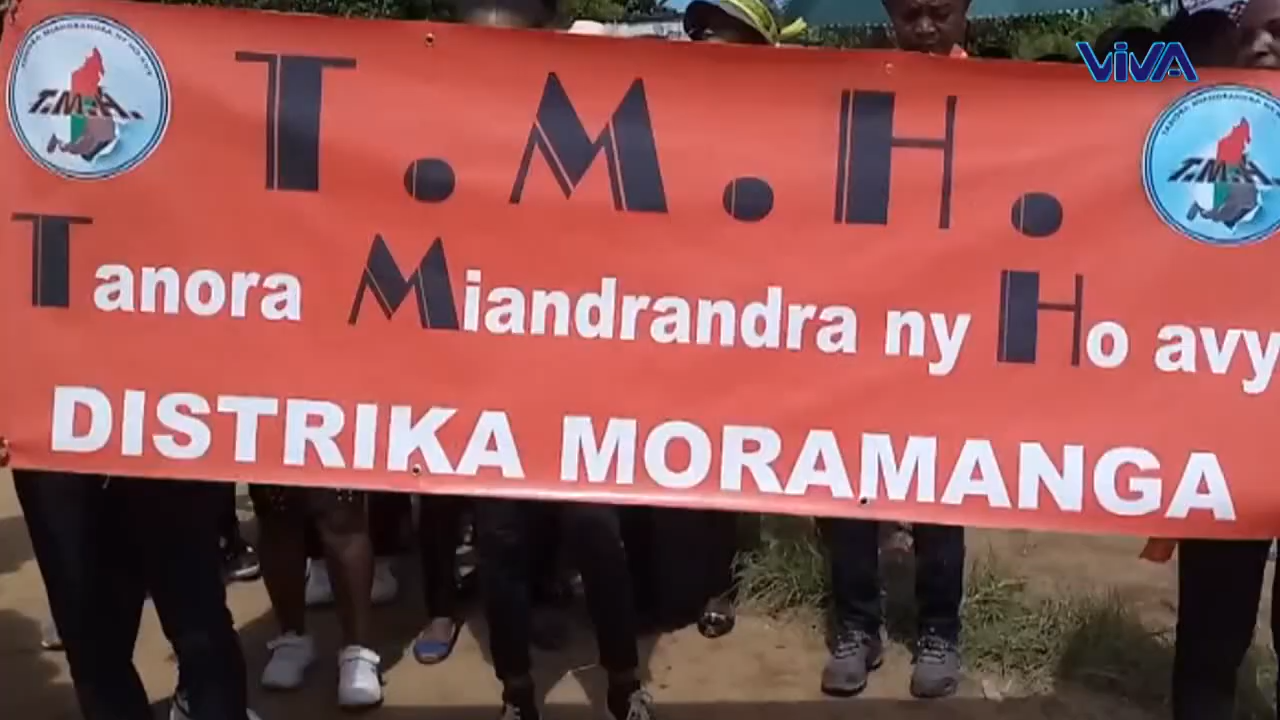 VIVA
T.M.H.
Tanora Miandrandra ny Ho avy
DISTRIKA MORAMANGA
T.M.H.
T.M.H.